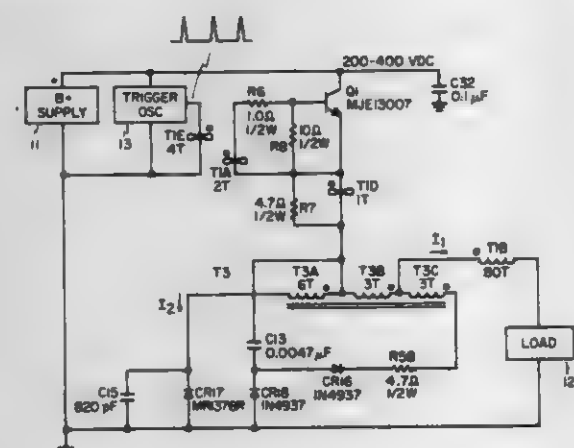 200-400 VDC
B+
SUPPLY
11
TRIGGER
OSC
13
T1E
4T
R6
1.0Ω
1/2W
Q1
MJE13007
C32
0.1μF
10Ω
1/2W
R8
T1A
2T
T1D
1T
4.7Ω
1/2W
R7
I1
T1B
80T
T3
T3A
6T
T3B
3T
T3C
3T
I2
C13
0.0047μF
R58
4.7Ω
1/2W
LOAD
12
C15
820 pF
CR17
MR1376R
CR18
1N4937
CR16
1N4937